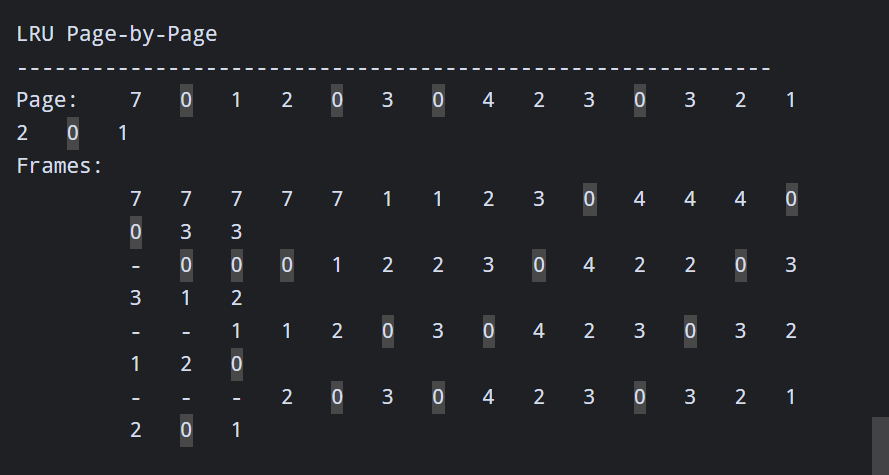 LRU Page-by-Page
------------------------------------------------------------
Page:    7   0   1   2   0   3   0   4   2   3   0   3   2   1
2   0   1
Frames:
         7   7   7   7   7   1   1   2   3   0   4   4   4   0
         0   3   3
         -   0   0   0   1   2   2   3   0   4   2   2   0   3
         3   1   2
         -   -   1   1   2   0   3   0   4   2   3   0   3   2
         1   2   0
         -   -   -   2   0   3   0   4   2   3   0   3   2   1
         2   0   1